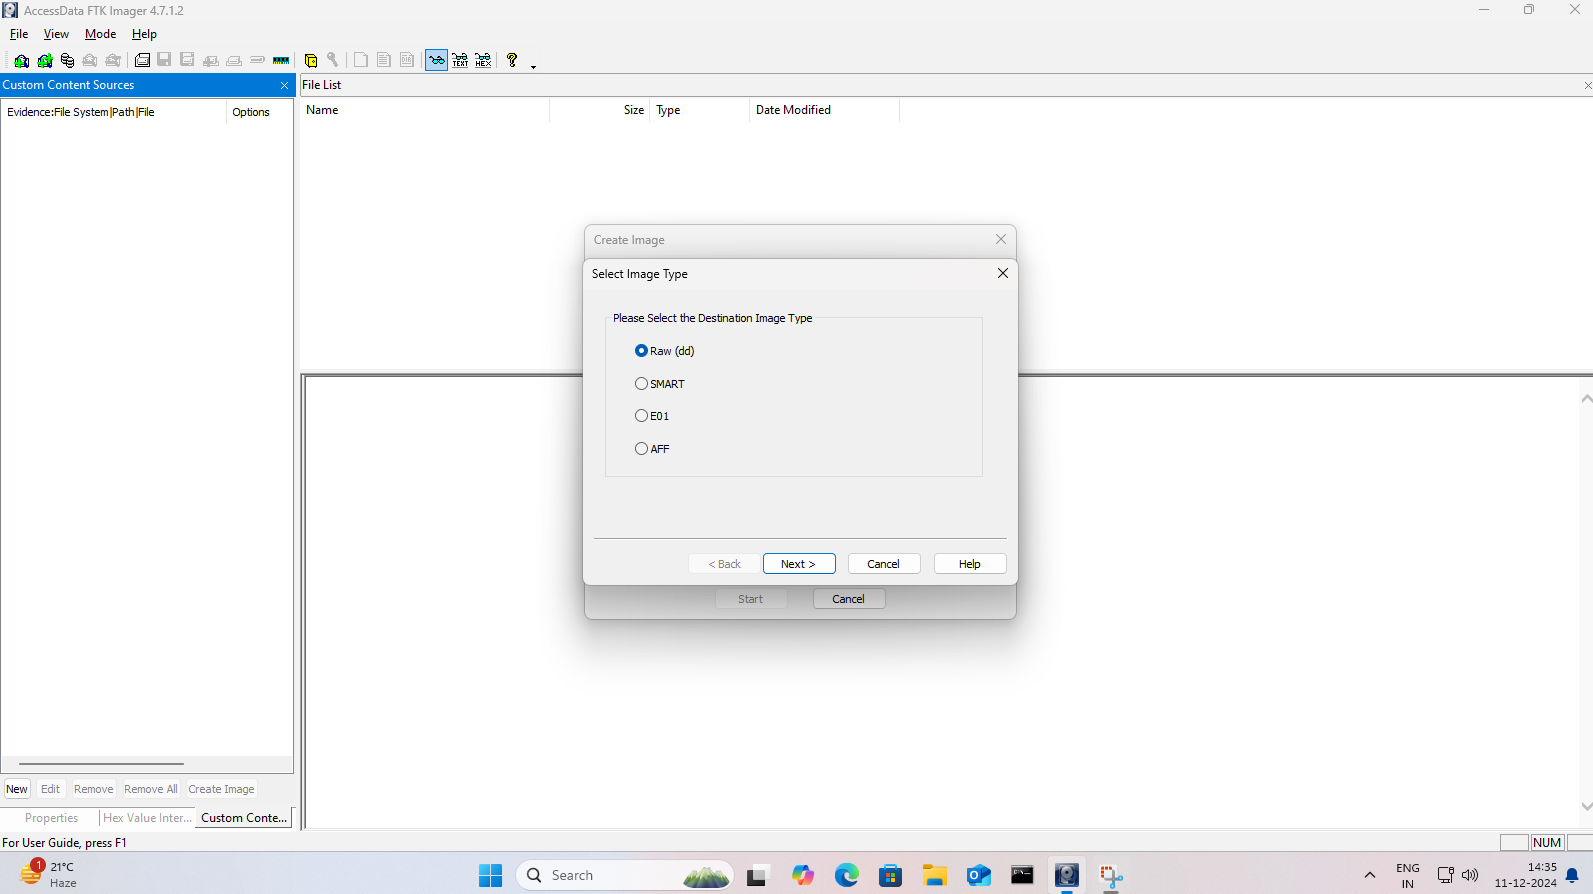 AccessData FTK Imager 4.7.1.2
File View Mode Help
TEXT HEX
Custom Content Sources
File List
Evidence:File System|Path|File Options
Name Size Type Date Modified
Create Image
Select Image Type
Please Select the Destination Image Type
Raw (dd)
SMART
E01
AFF
< Back Next > Cancel Help
Start Cancel
New Edit Remove Remove All Create Image
Properties Hex Value Inter... Custom Conte...
For User Guide, press F1
NUM
1
21°C
Haze
Search
ENG
IN
14:35
11-12-2024